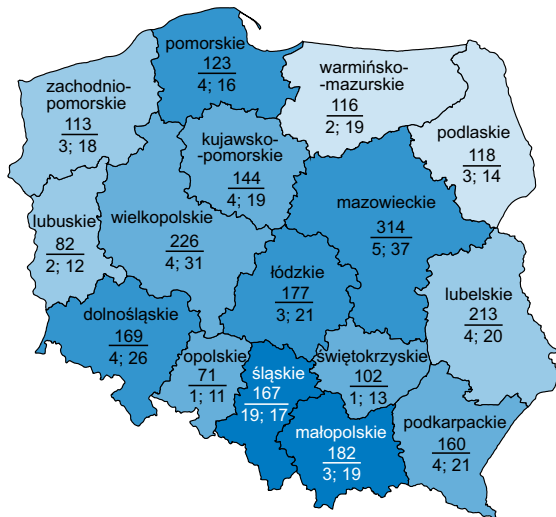 pomorskie
123
4; 16
warmińsko-
-mazurskie
116
2; 19
zachodnio-
pomorskie
113
3; 18
podlaskie
118
3; 14
kujawsko-
-pomorskie
144
4; 19
mazowieckie
314
5; 37
lubuskie
82
2; 12
wielkopolskie
226
4; 31
łódzkie
177
3; 21
lubelskie
213
4; 20
dolnośląskie
169
4; 26
opolskie
71
1; 11
śląskie
167
19; 17
świętokrzyskie
102
1; 13
małopolskie
182
3; 19
podkarpackie
160
4; 21